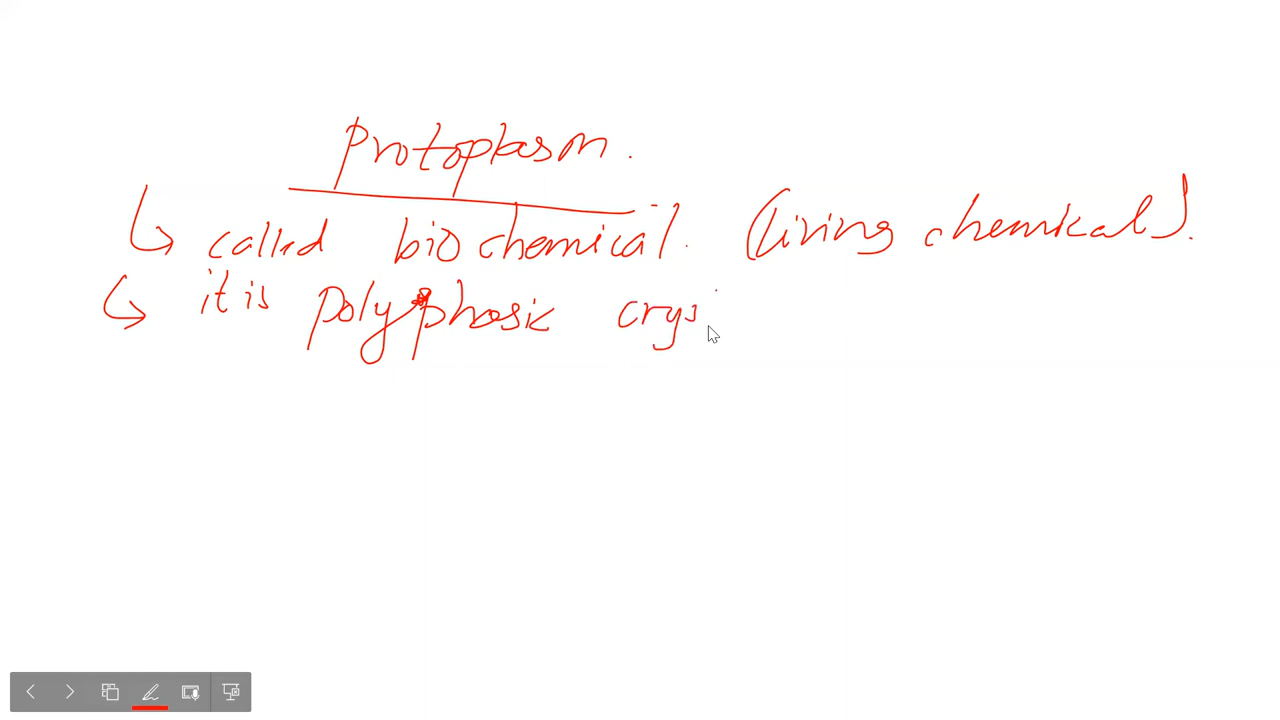 Protoplasm.
↳ called biochemical. (living chemical).
↳ it is polyphasic crys